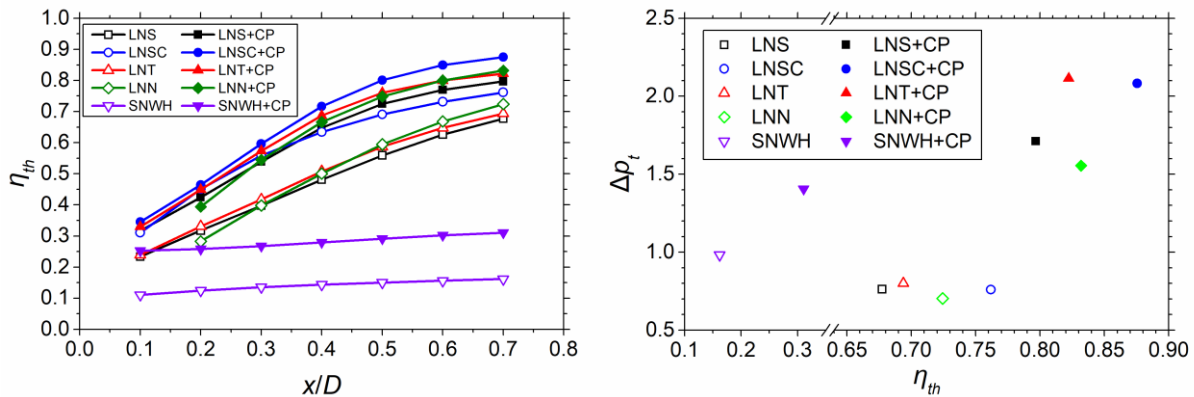 1.0
0.9
0.8
0.7
0.6
0.5
0.4
0.3
0.2
0.1
0.0
η_th
LNS LNS+CP
LNSC LNSC+CP
LNT LNT+CP
LNN LNN+CP
SNWH SNWH+CP
0.0 0.1 0.2 0.3 0.4 0.5 0.6 0.7 0.8
x/D
2.5
2.0
1.5
1.0
0.5
Δp_t
LNS LNS+CP
LNSC LNSC+CP
LNT LNT+CP
LNN LNN+CP
SNWH SNWH+CP
0.1 0.2 0.3 0.65 0.70 0.75 0.80 0.85 0.90
η_th